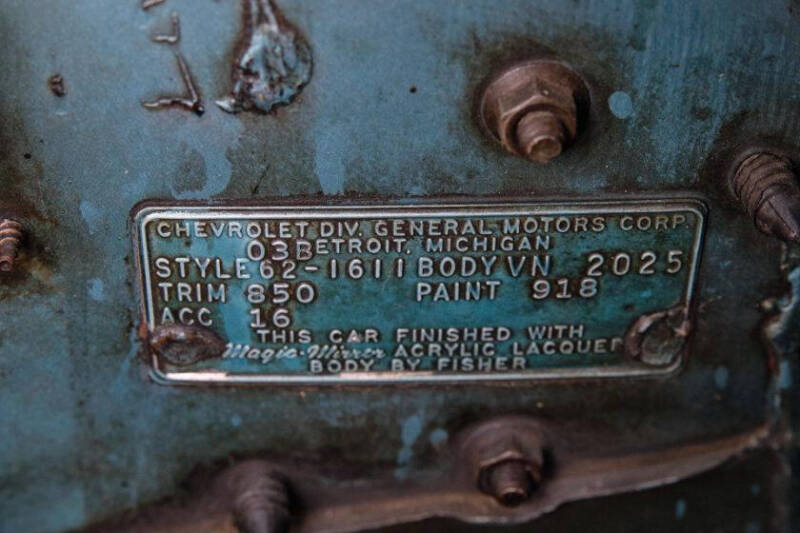 CHEVROLET DIV. GENERAL MOTORS CORP.
03B DETROIT, MICHIGAN
STYLE 62-1611 BODY VN 2025
TRIM 850 PAINT 918
ACC 16
THIS CAR FINISHED WITH
Magic-Mirror ACRYLIC LACQUER
BODY BY FISHER